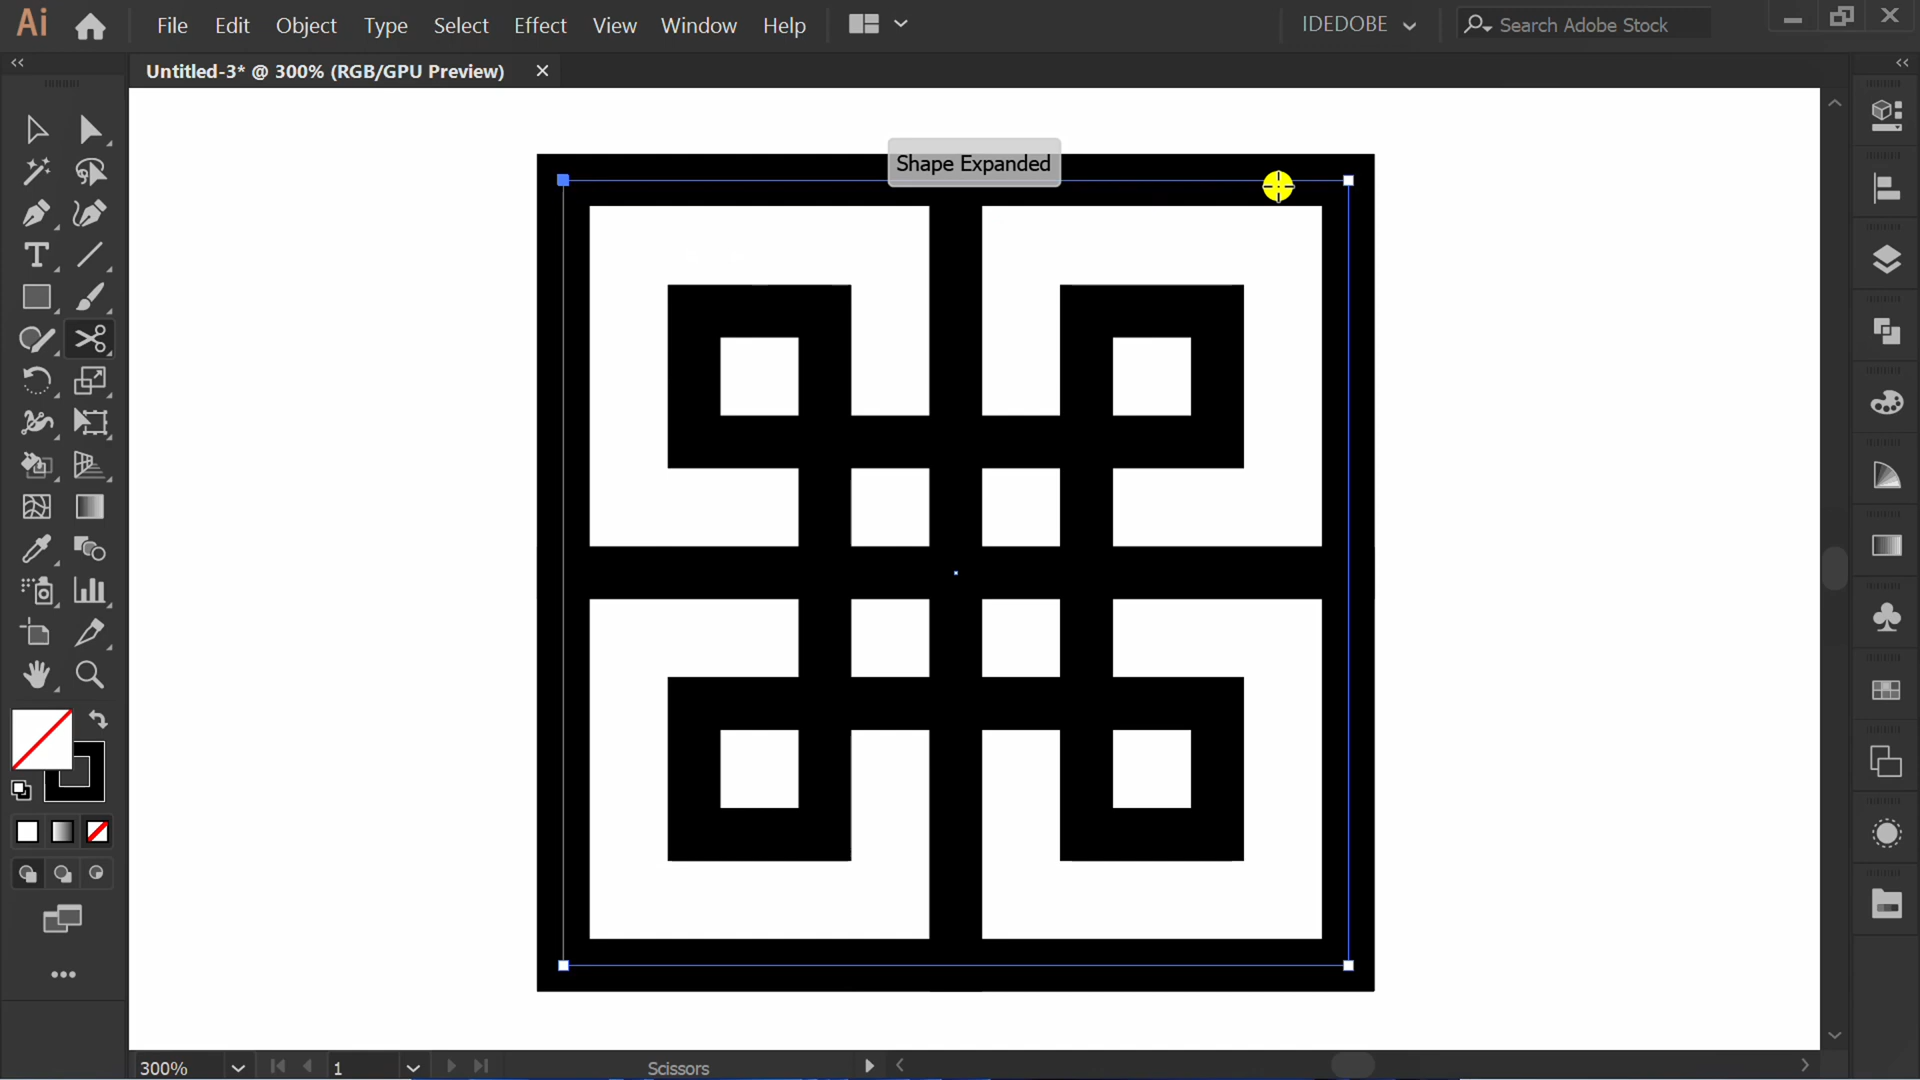 Ai File Edit Object Type Select Effect View Window Help IDEDOBE Search Adobe Stock
Untitled-3* @ 300% (RGB/GPU Preview)
Shape Expanded
300% 1 Scissors